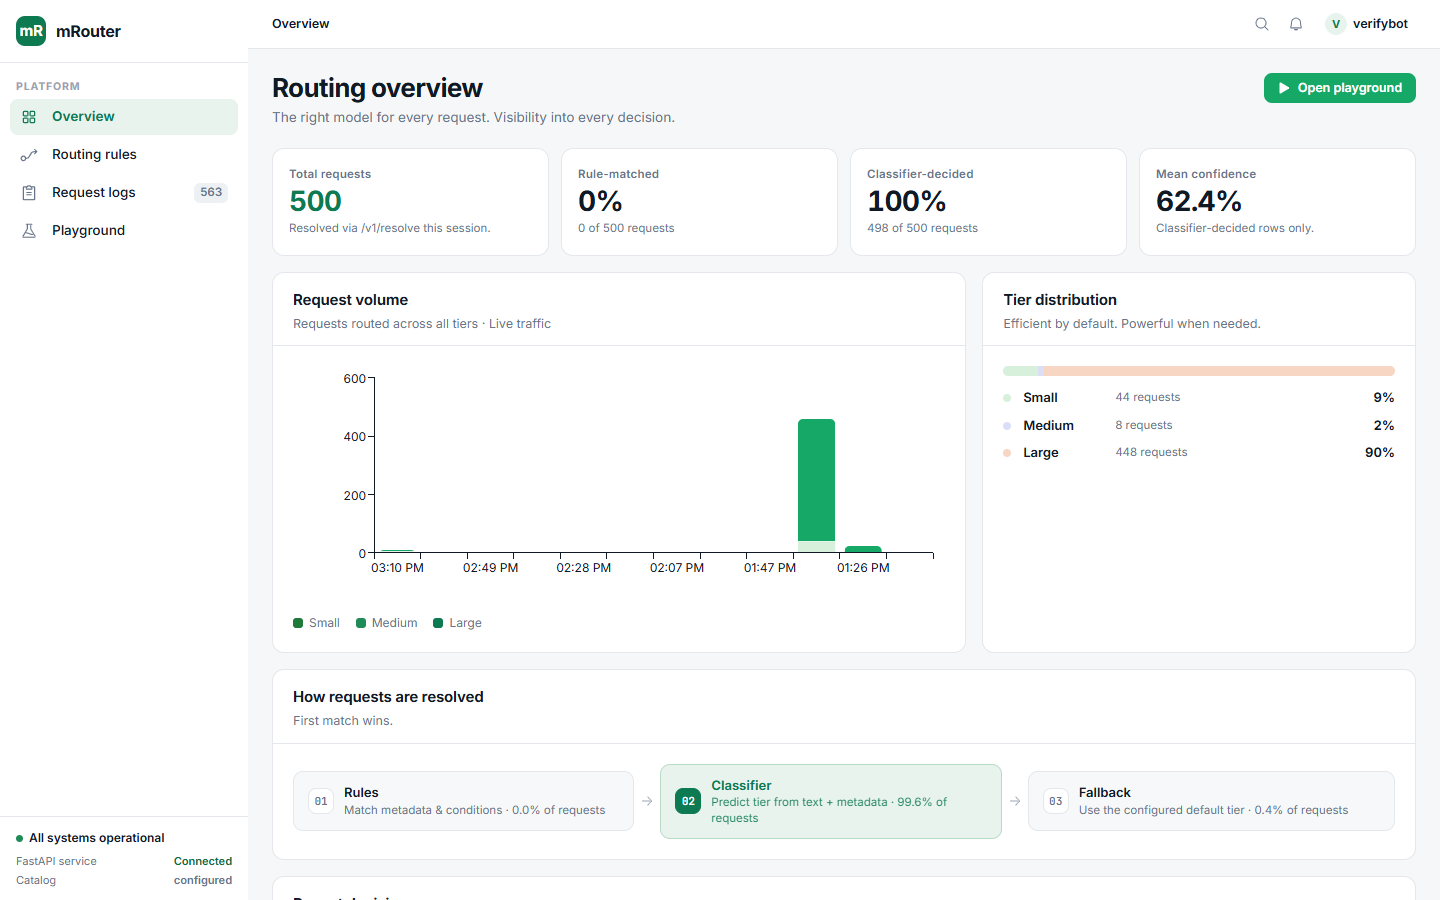 mR mRouter
Overview
V verifybot
PLATFORM
Overview
Routing rules
Request logs 563
Playground
Routing overview
The right model for every request. Visibility into every decision.
Open playground
Total requests
500
Resolved via /v1/resolve this session.
Rule-matched
0%
0 of 500 requests
Classifier-decided
100%
498 of 500 requests
Mean confidence
62.4%
Classifier-decided rows only.
Request volume
Requests routed across all tiers · Live traffic
600
400
200
0
03:10 PM 02:49 PM 02:28 PM 02:07 PM 01:47 PM 01:26 PM
Small Medium Large
Tier distribution
Efficient by default. Powerful when needed.
Small 44 requests 9%
Medium 8 requests 2%
Large 448 requests 90%
How requests are resolved
First match wins.
01 Rules
Match metadata & conditions · 0.0% of requests
02 Classifier
Predict tier from text + metadata · 99.6% of
requests
03 Fallback
Use the configured default tier · 0.4% of requests
All systems operational
FastAPI service Connected
Catalog configured